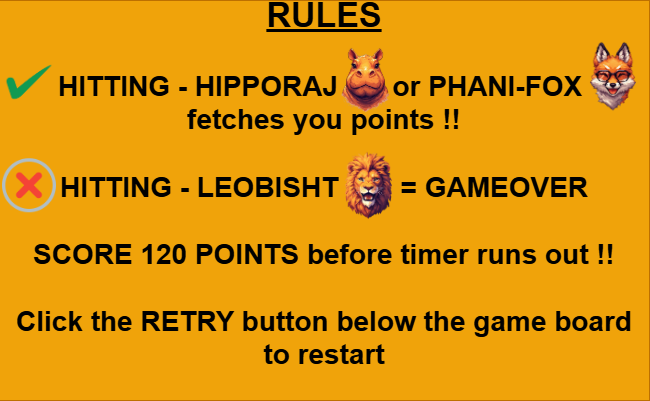 RULES
HITTING - HIPPORAJ or PHANI-FOX
fetches you points !!
HITTING - LEOBISHT = GAMEOVER
SCORE 120 POINTS before timer runs out !!
Click the RETRY button below the game board
to restart